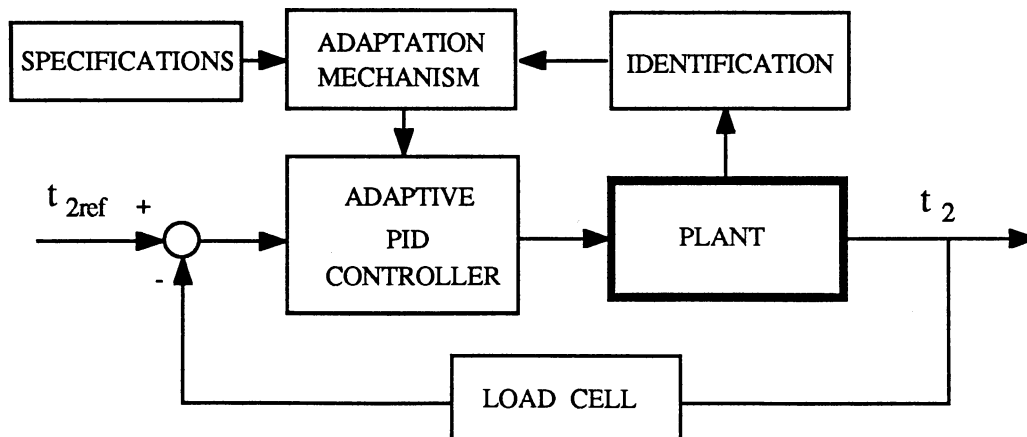 SPECIFICATIONS
ADAPTATION
MECHANISM
IDENTIFICATION
t 2ref
+
-
ADAPTIVE
PID
CONTROLLER
PLANT
t 2
LOAD CELL